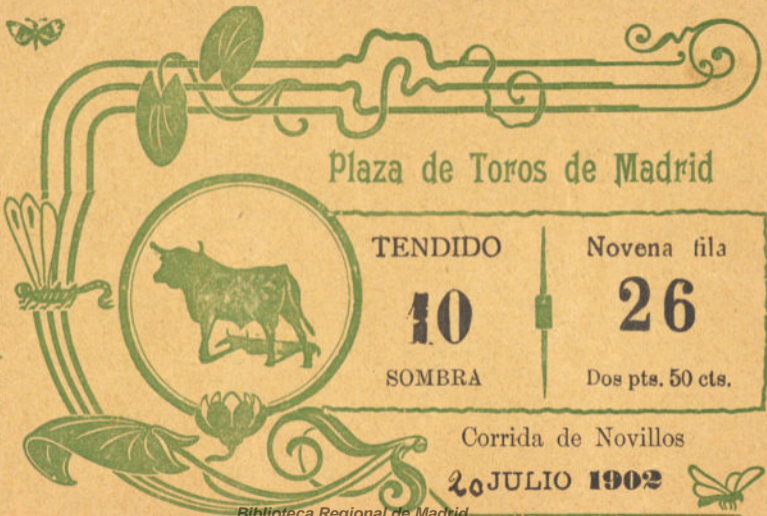 Plaza de Toros de Madrid
TENDIDO
10
SOMBRA
Novena fila
26
Dos pts. 50 cts.
Corrida de Novillos
20 JULIO 1902
Biblioteca Regional de Madrid